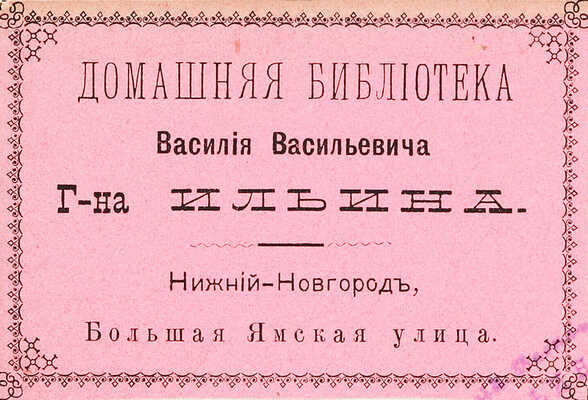 ДОМАШНЯЯ БИБЛІОТЕКА
Василія Васильевича
Г-на ИЛЬИНА.
Нижній-Новгородъ,
Большая Ямская улица.